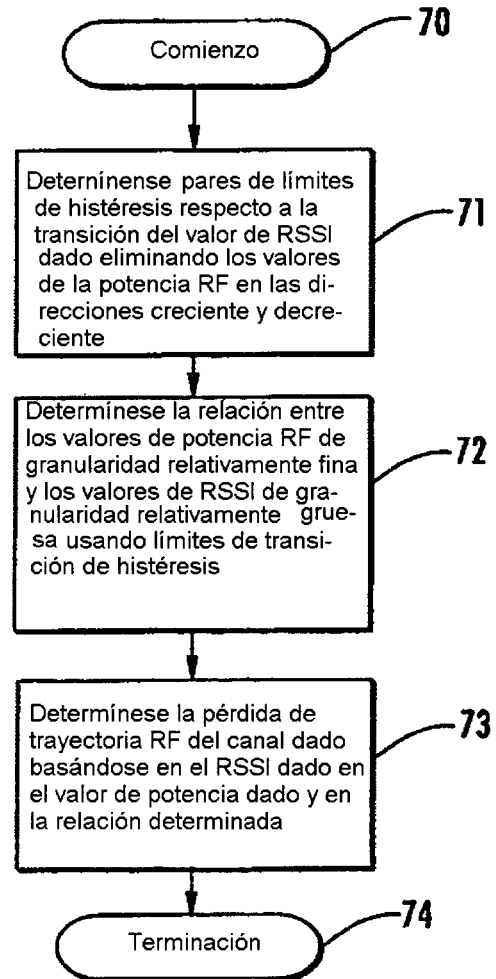 Comienzo
70
Deternínense pares de límites
de histéresis respecto a la
transición del valor de RSSI
dado eliminando los valores
de la potencia RF en las di-
recciones creciente y decre-
ciente
71
Determínese la relación entre
los valores de potencia RF de
granularidad relativamente fina
y los valores de RSSI de gra-
nularidad relativamente grue-
sa usando límites de transi-
ción de histéresis
72
Determínese la pérdida de
trayectoria RF del canal dado
basándose en el RSSI dado en
el valor de potencia dado y en
la relación determinada
73
Terminación
74